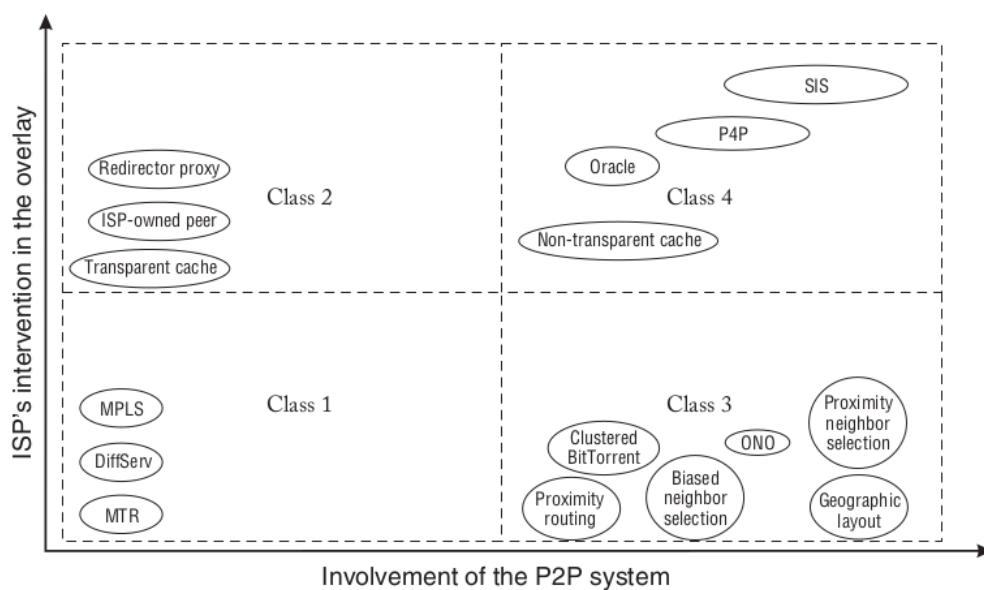 ISP's intervention in the overlay
SIS
P4P
Redirector proxy
Oracle
Class 2
Class 4
ISP-owned peer
Non-transparent cache
Transparent cache
MPLS
Class 1
Class 3
Proximity
neighbor
selection
Clustered
BitTorrent
ONO
DiffServ
Biased
neighbor
selection
Proximity
routing
Geographic
layout
MTR
Involvement of the P2P system